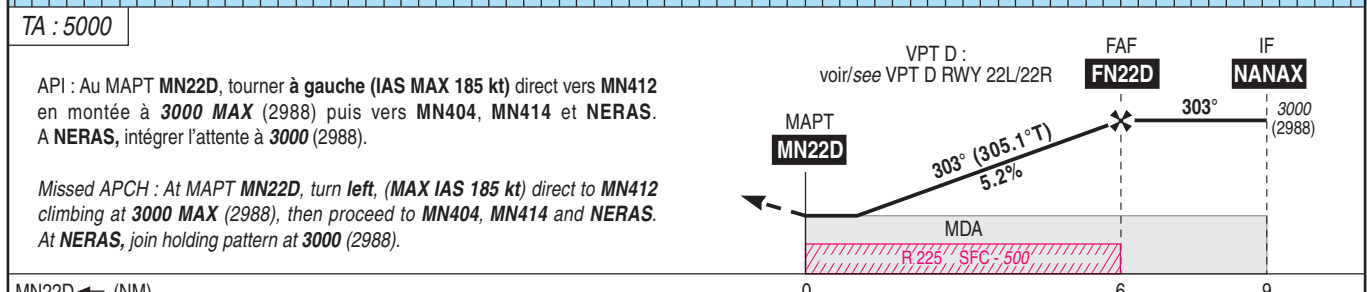 TA : 5000
API : Au MAPT MN22D, tourner à gauche (IAS MAX 185 kt) direct vers MN412
en montée à 3000 MAX (2988) puis vers MN404, MN414 et NERAS.
A NERAS, intégrer l'attente à 3000 (2988).
Missed APCH : At MAPT MN22D, turn left, (MAX IAS 185 kt) direct to MN412
climbing at 3000 MAX (2988), then proceed to MN404, MN414 and NERAS.
At NERAS, join holding pattern at 3000 (2988).
VPT D :
voir/see VPT D RWY 22L/22R
FAF
FN22D
IF
NANAX
MAPT
MN22D
303° (305.1°T)
5.2%
303°
3000
(2988)
MDA
R 225 SFC - 500
MN22D (NM)
0
6
9